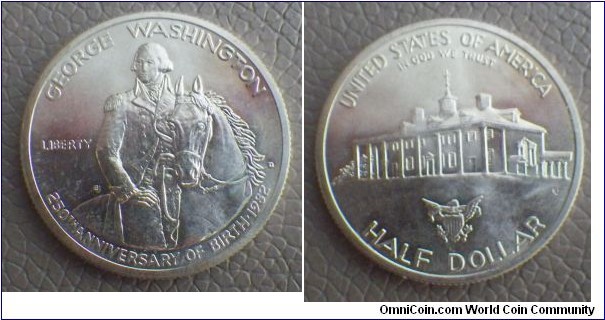 GEORGE WASHINGTON
LIBERTY
250TH ANNIVERSARY OF BIRTH·1982
UNITED STATES OF AMERICA
IN GOD WE TRUST
HALF DOLLAR
OmniCoin.com World Coin Community